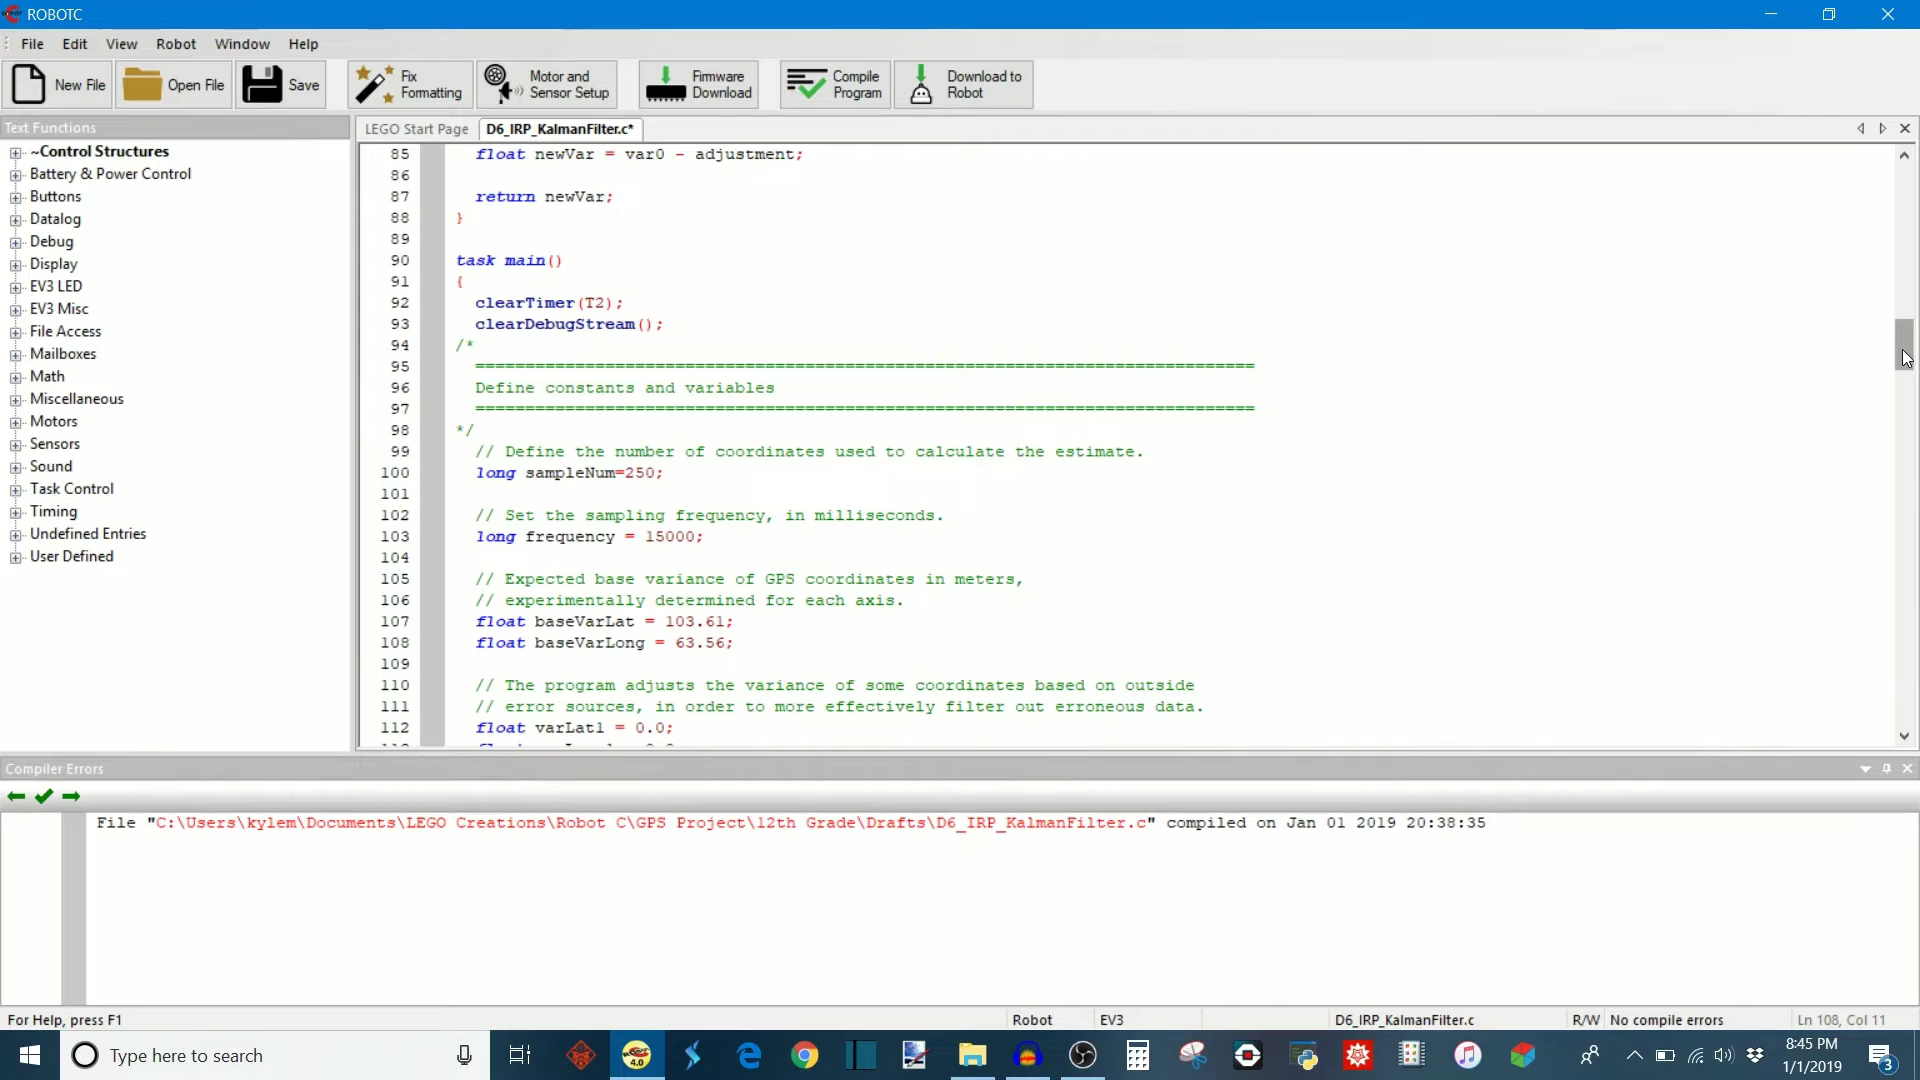 ROBOTC
File Edit View Robot Window Help
New File Open File Save Fix Formatting Motor and Sensor Setup Firmware Download Compile Program Download to Robot
Text Functions
~Control Structures
Battery & Power Control
Buttons
Datalog
Debug
Display
EV3 LED
EV3 Misc
File Access
Mailboxes
Math
Miscellaneous
Motors
Sensors
Sound
Task Control
Timing
Undefined Entries
User Defined
LEGO Start Page D6_IRP_KalmanFilter.c*
85 float newVar = var0 - adjustment;
86
87 return newVar;
88 }
89
90 task main()
91 {
92 clearTimer(T2);
93 clearDebugStream();
94 /*
95 ==============================================================================
96 Define constants and variables
97 ==============================================================================
98 */
99 // Define the number of coordinates used to calculate the estimate.
100 long sampleNum=250;
101
102 // Set the sampling frequency, in milliseconds.
103 long frequency = 15000;
104
105 // Expected base variance of GPS coordinates in meters,
106 // experimentally determined for each axis.
107 float baseVarLat = 103.61;
108 float baseVarLong = 63.56;
109
110 // The program adjusts the variance of some coordinates based on outside
111 // error sources, in order to more effectively filter out erroneous data.
112 float varLat1 = 0.0;
Compiler Errors
File "C:\Users\kylem\Documents\LEGO Creations\Robot C\GPS Project\12th Grade\Drafts\D6_IRP_KalmanFilter.c" compiled on Jan 01 2019 20:38:35
For Help, press F1 Robot EV3 D6_IRP_KalmanFilter.c R/W No compile errors Ln 108, Col 11
Type here to search
4.0
8:45 PM
1/1/2019
3